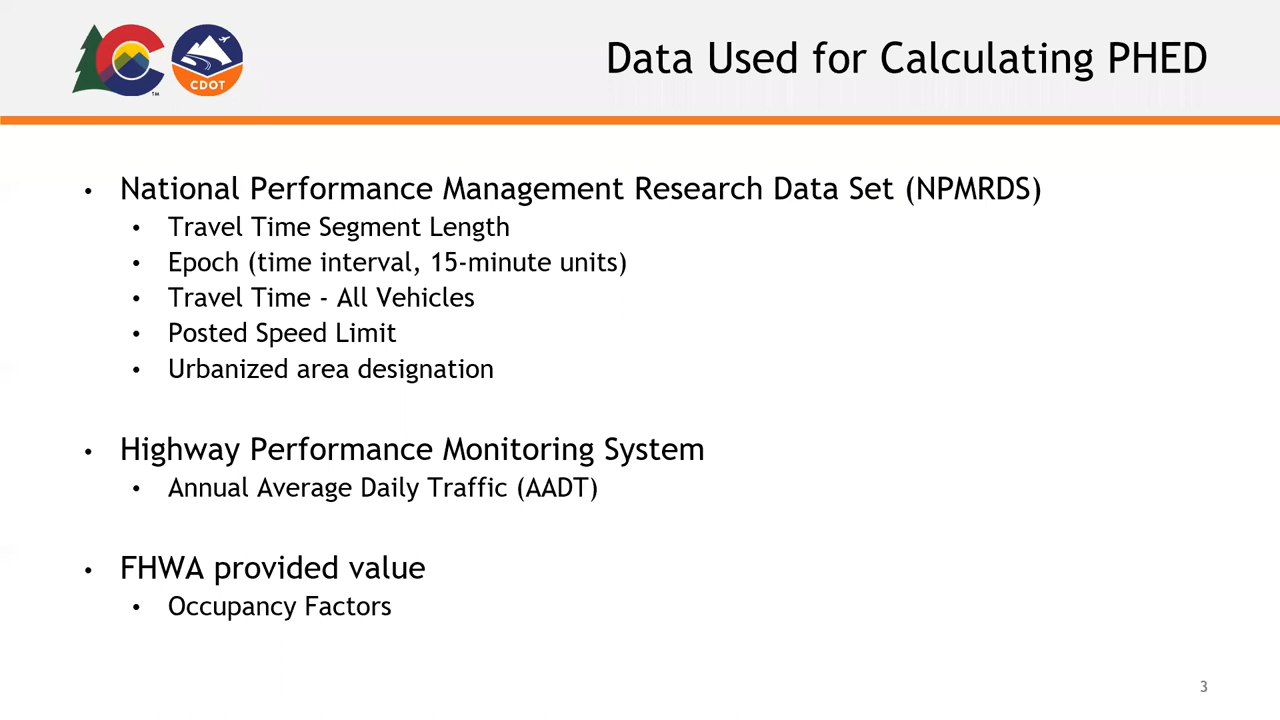 CDOT
TM
Data Used for Calculating PHED
• National Performance Management Research Data Set (NPMRDS)
• Travel Time Segment Length
• Epoch (time interval, 15-minute units)
• Travel Time - All Vehicles
• Posted Speed Limit
• Urbanized area designation
• Highway Performance Monitoring System
• Annual Average Daily Traffic (AADT)
• FHWA provided value
• Occupancy Factors
3